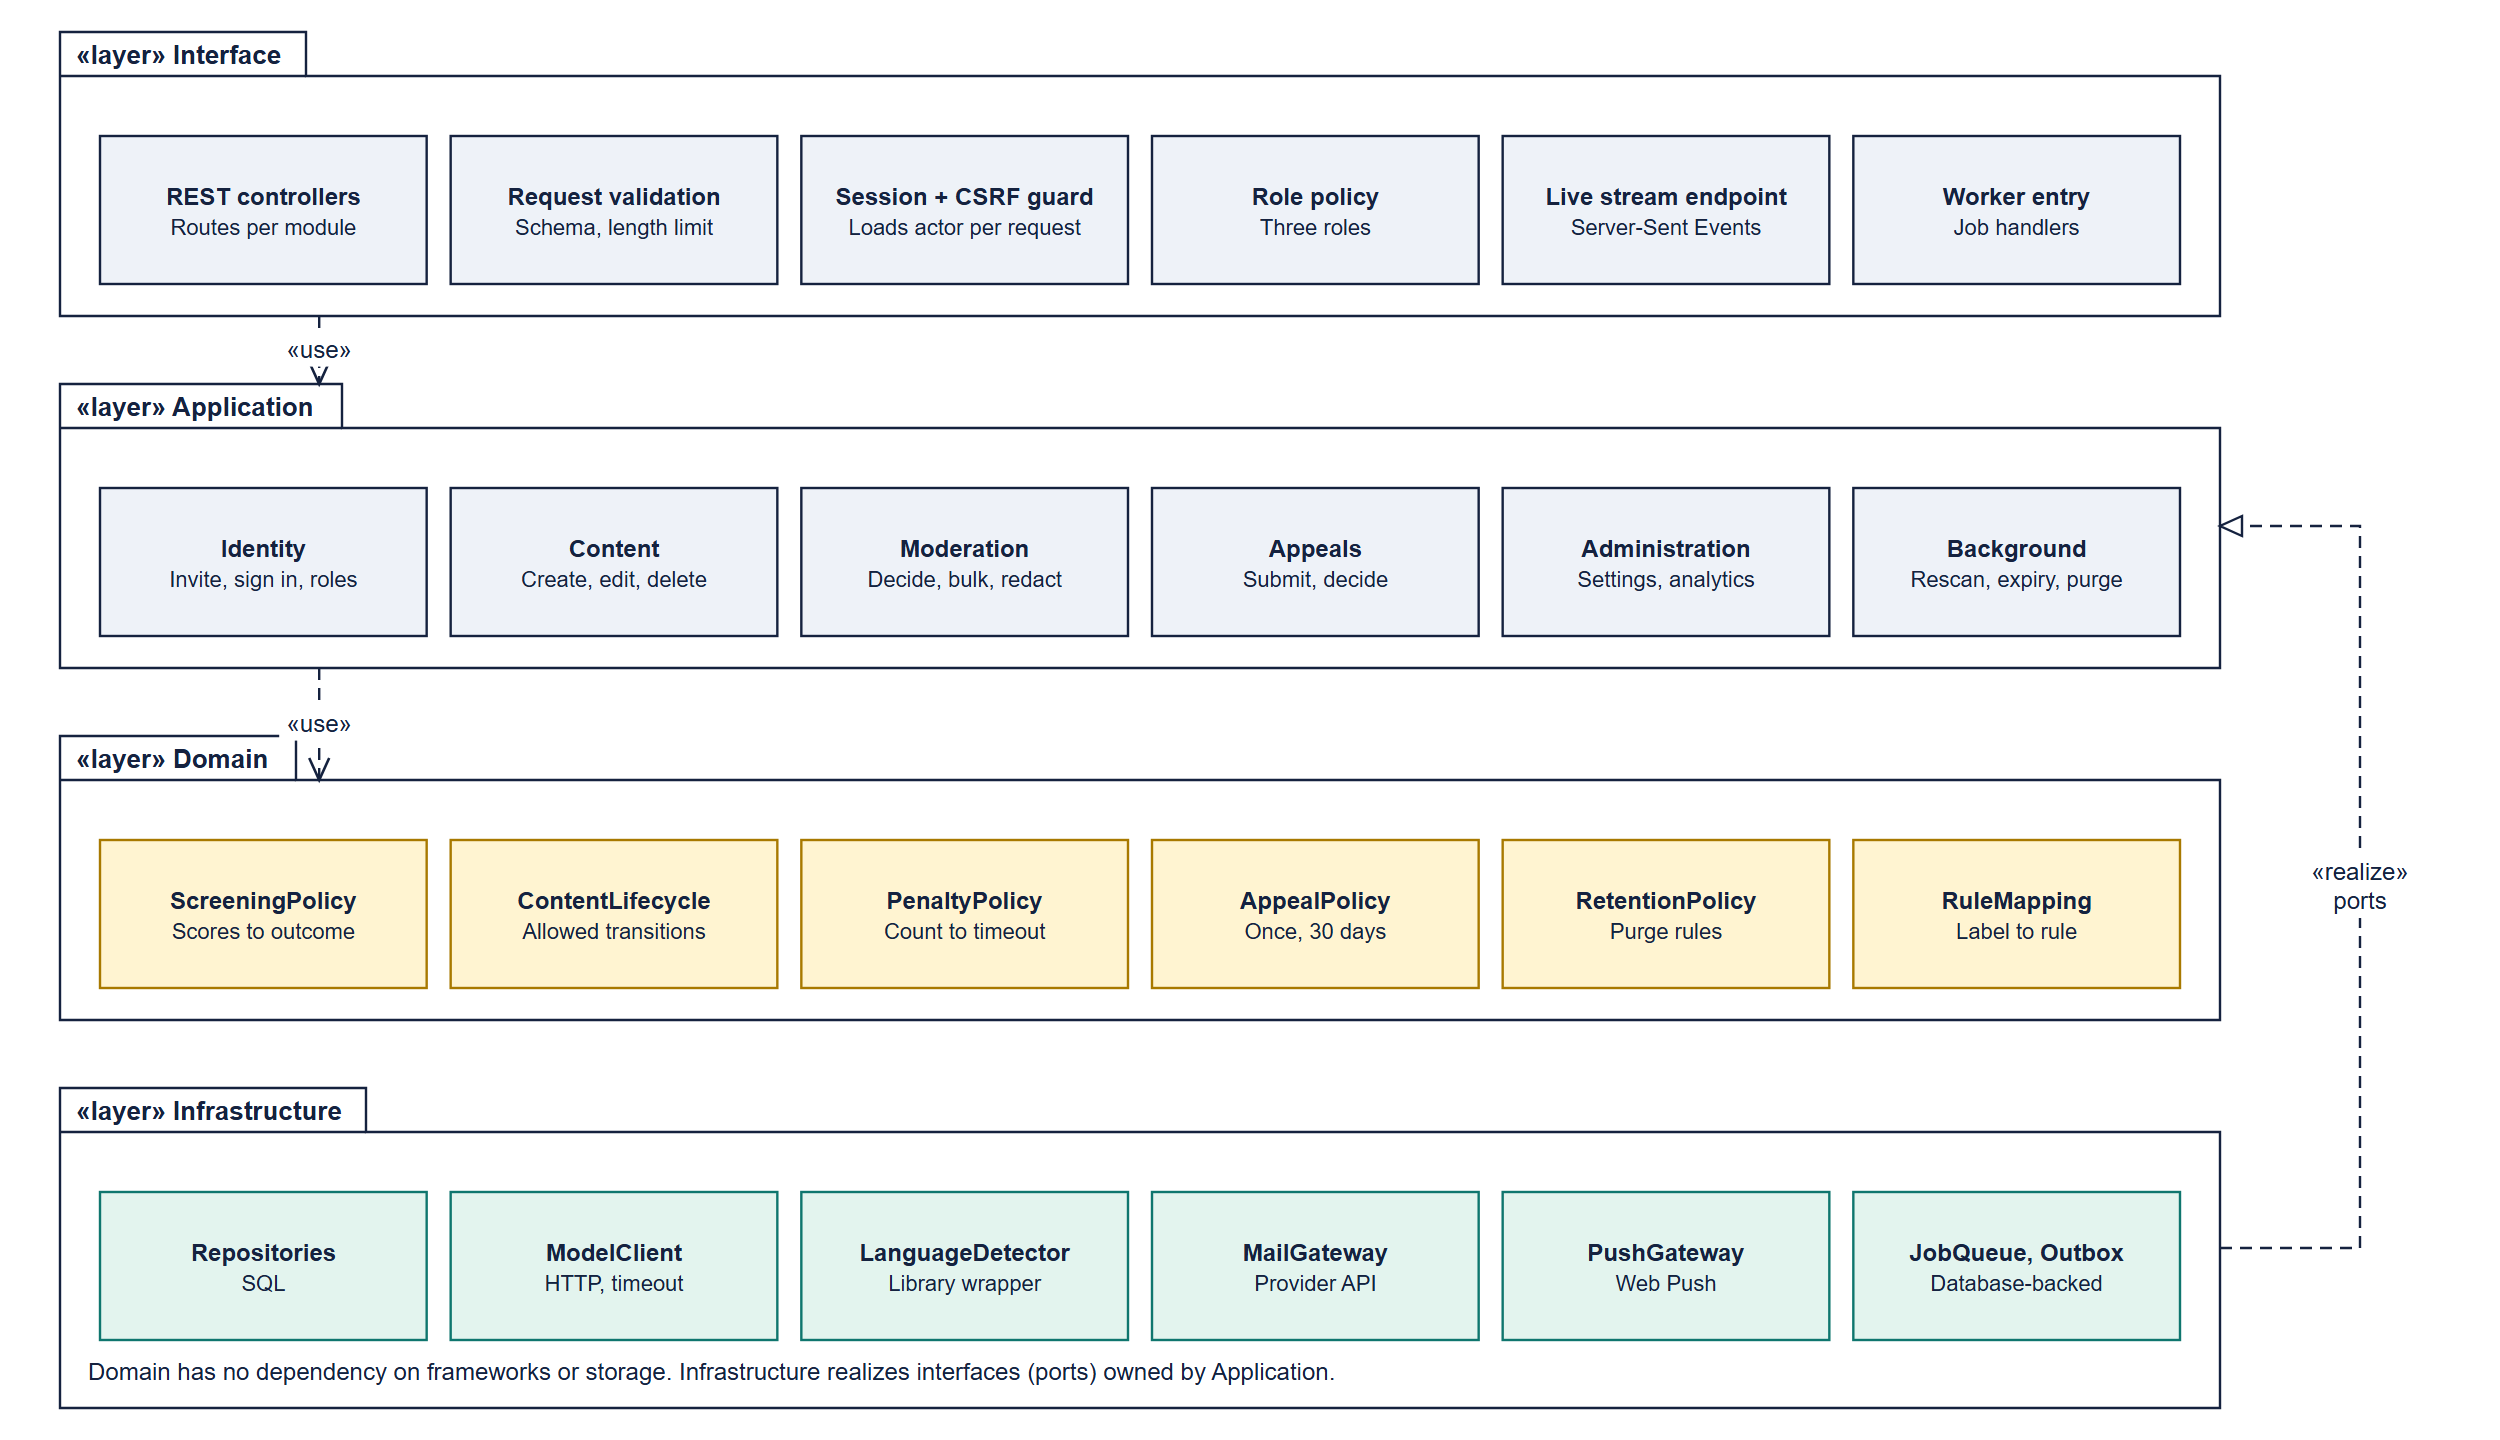 «layer» Interface
REST controllers
Routes per module
Request validation
Schema, length limit
Session + CSRF guard
Loads actor per request
Role policy
Three roles
Live stream endpoint
Server-Sent Events
Worker entry
Job handlers
«use»
«layer» Application
Identity
Invite, sign in, roles
Content
Create, edit, delete
Moderation
Decide, bulk, redact
Appeals
Submit, decide
Administration
Settings, analytics
Background
Rescan, expiry, purge
«use»
«layer» Domain
ScreeningPolicy
Scores to outcome
ContentLifecycle
Allowed transitions
PenaltyPolicy
Count to timeout
AppealPolicy
Once, 30 days
RetentionPolicy
Purge rules
RuleMapping
Label to rule
«realize»
ports
«layer» Infrastructure
Repositories
SQL
ModelClient
HTTP, timeout
LanguageDetector
Library wrapper
MailGateway
Provider API
PushGateway
Web Push
JobQueue, Outbox
Database-backed
Domain has no dependency on frameworks or storage. Infrastructure realizes interfaces (ports) owned by Application.